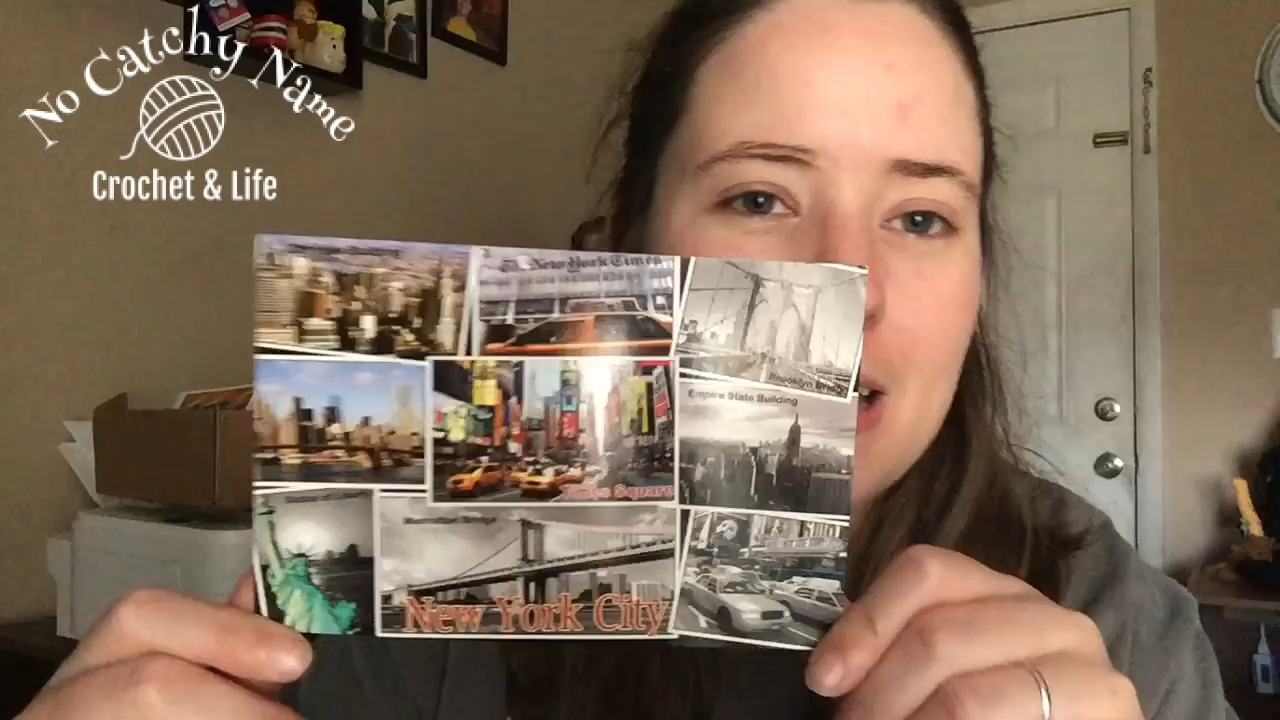 No Catchy Name
Crochet & Life
The New York Times
Brooklyn Bridge
Empire State Building
Times Square
New York City